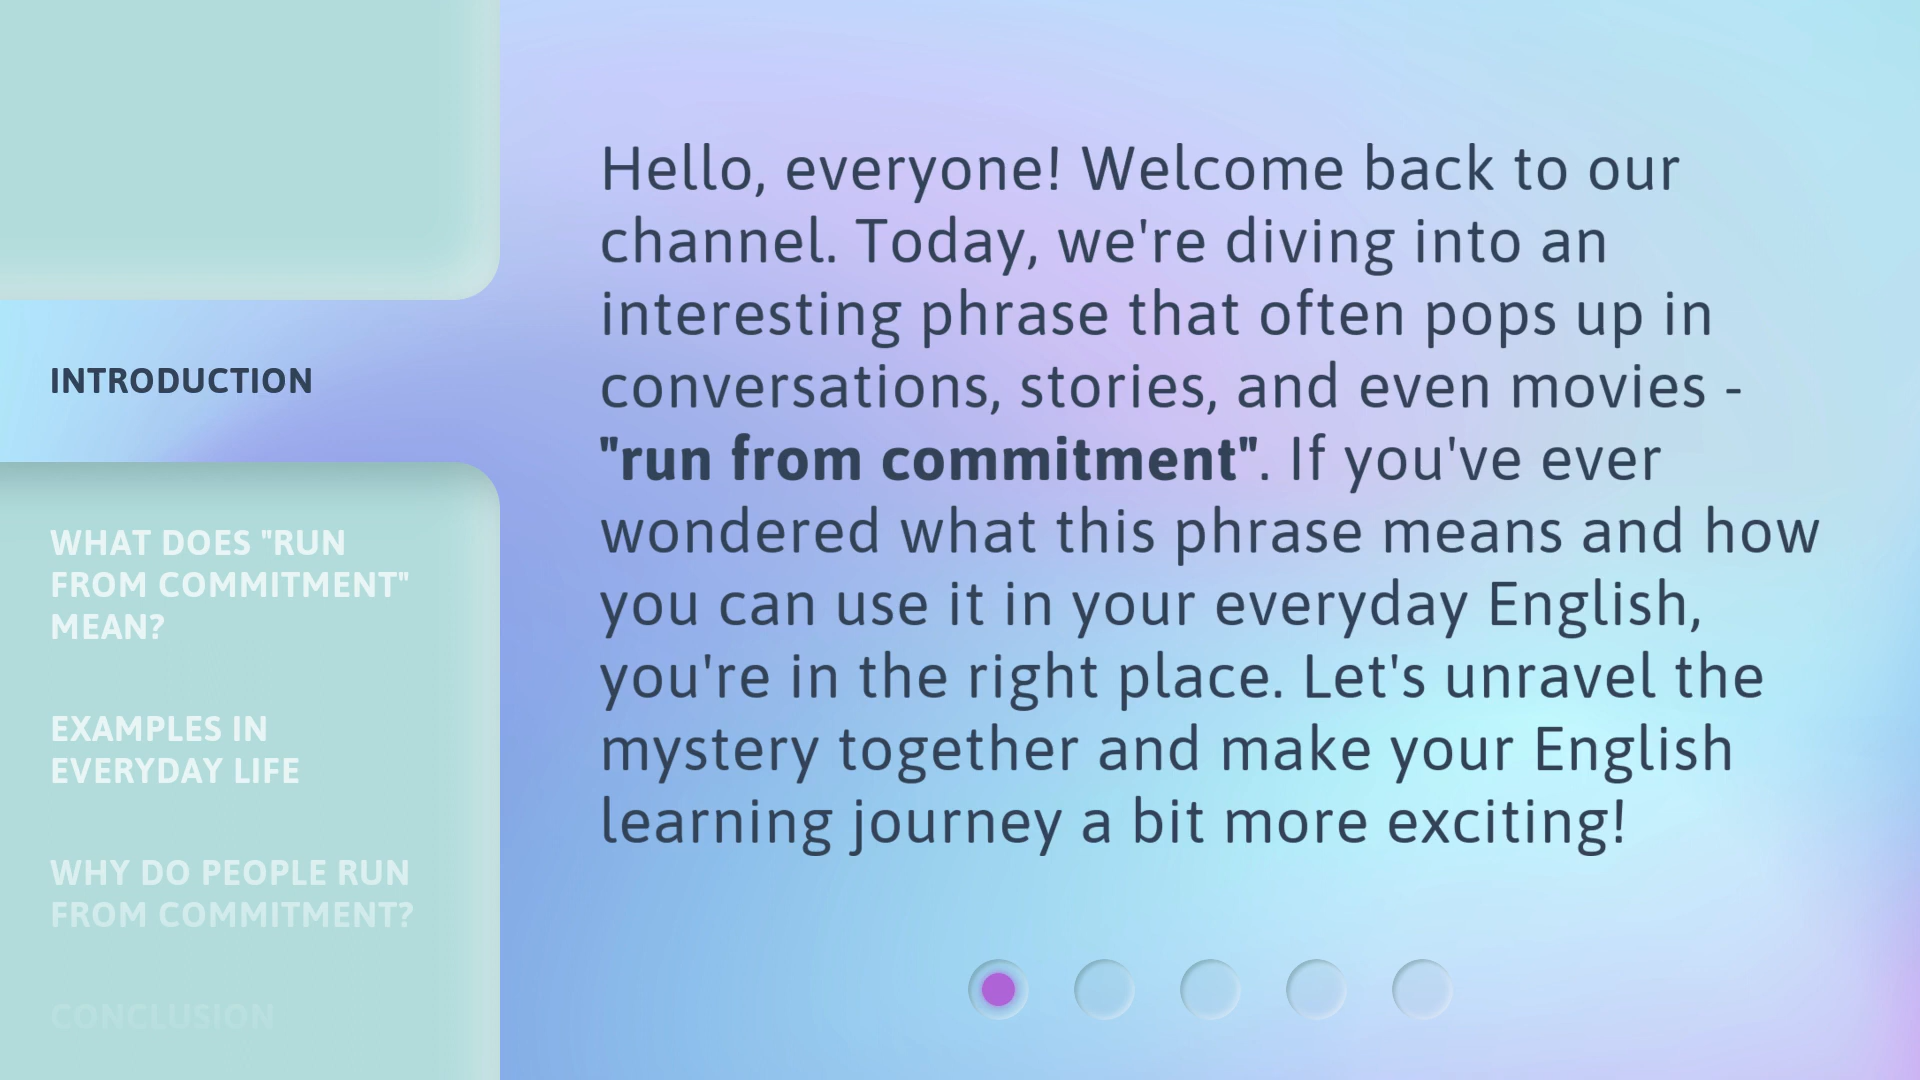 INTRODUCTION
WHAT DOES "RUN
FROM COMMITMENT"
MEAN?
EXAMPLES IN
EVERYDAY LIFE
WHY DO PEOPLE RUN
FROM COMMITMENT?
CONCLUSION
Hello, everyone! Welcome back to our
channel. Today, we're diving into an
interesting phrase that often pops up in
conversations, stories, and even movies -
"run from commitment". If you've ever
wondered what this phrase means and how
you can use it in your everyday English,
you're in the right place. Let's unravel the
mystery together and make your English
learning journey a bit more exciting!